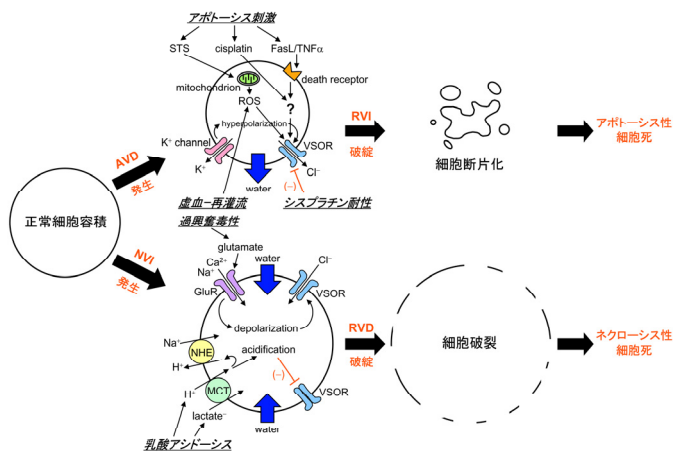 アポトーシス刺激
STS
cisplatin
FasL/TNFα
mitochondrion
death receptor
ROS
?
hyperpolarization
K⁺ channel
VSOR
K⁺
Cl⁻
water
(−)
虚血−再灌流
シスプラチン耐性
過興奮毒性
AVD
発生
RVI
破綻
細胞断片化
アポトーシス性
細胞死
正常細胞容積
NVI
発生
glutamate
Ca²⁺
Na⁺
GluR
water
Cl⁻
VSOR
depolarization
Na⁺
NHE
H⁺
acidification
(−)
H⁺
MCT
lactate⁻
VSOR
water
乳酸アシドーシス
RVD
破綻
細胞破裂
ネクローシス性
細胞死